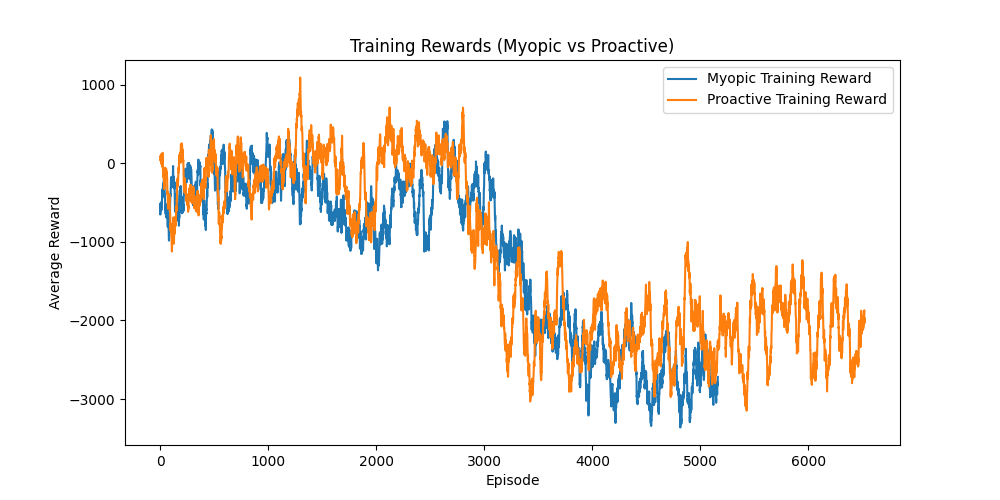 Training Rewards (Myopic vs Proactive)
Myopic Training Reward
Proactive Training Reward
Average Reward
1000
0
−1000
−2000
−3000
0 1000 2000 3000 4000 5000 6000
Episode